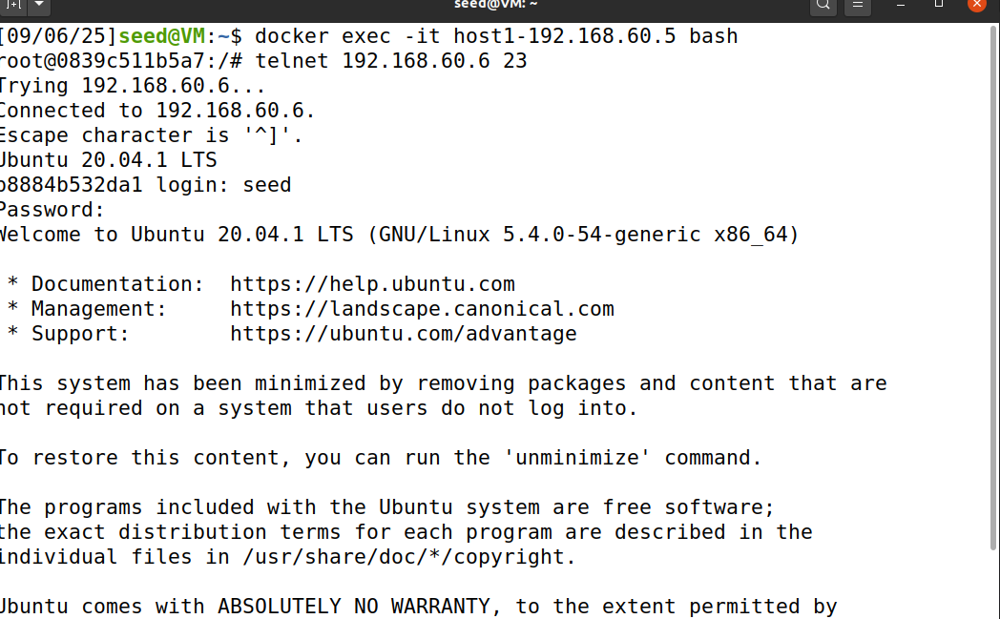 seed@VM: ~
[09/06/25]seed@VM:~$ docker exec -it host1-192.168.60.5 bash
root@0839c511b5a7:/# telnet 192.168.60.6 23
Trying 192.168.60.6...
Connected to 192.168.60.6.
Escape character is '^]'.
Ubuntu 20.04.1 LTS
b8884b532da1 login: seed
Password:
Welcome to Ubuntu 20.04.1 LTS (GNU/Linux 5.4.0-54-generic x86_64)
* Documentation:  https://help.ubuntu.com
* Management:     https://landscape.canonical.com
* Support:        https://ubuntu.com/advantage
This system has been minimized by removing packages and content that are
not required on a system that users do not log into.
To restore this content, you can run the 'unminimize' command.
The programs included with the Ubuntu system are free software;
the exact distribution terms for each program are described in the
individual files in /usr/share/doc/*/copyright.
Ubuntu comes with ABSOLUTELY NO WARRANTY, to the extent permitted by